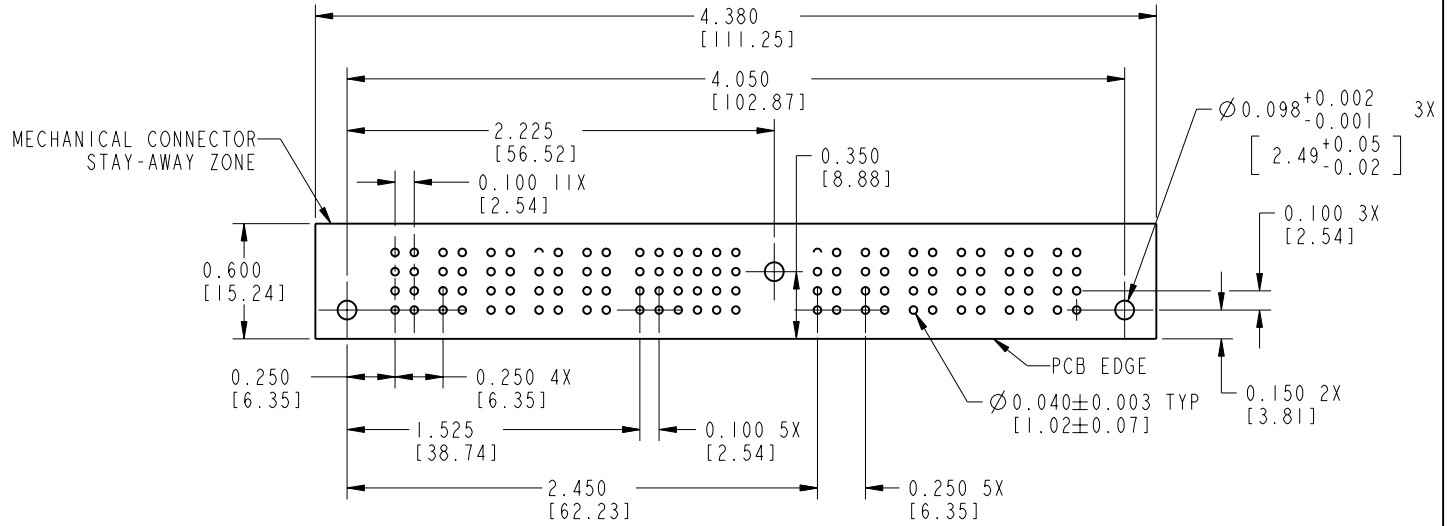 4.380
[111.25]
4.050
[102.87]
Ø0.098 +0.002 3X
-0.001
[2.49 +0.05]
-0.02
MECHANICAL CONNECTOR
STAY-AWAY ZONE
2.225
[56.52]
0.350
[8.88]
0.100 11X
[2.54]
0.100 3X
[2.54]
0.600
[15.24]
PCB EDGE
0.250
[6.35]
0.250 4X
[6.35]
Ø0.040±0.003 TYP
[1.02±0.07]
0.150 2X
[3.81]
1.525
[38.74]
0.100 5X
[2.54]
2.450
[62.23]
0.250 5X
[6.35]